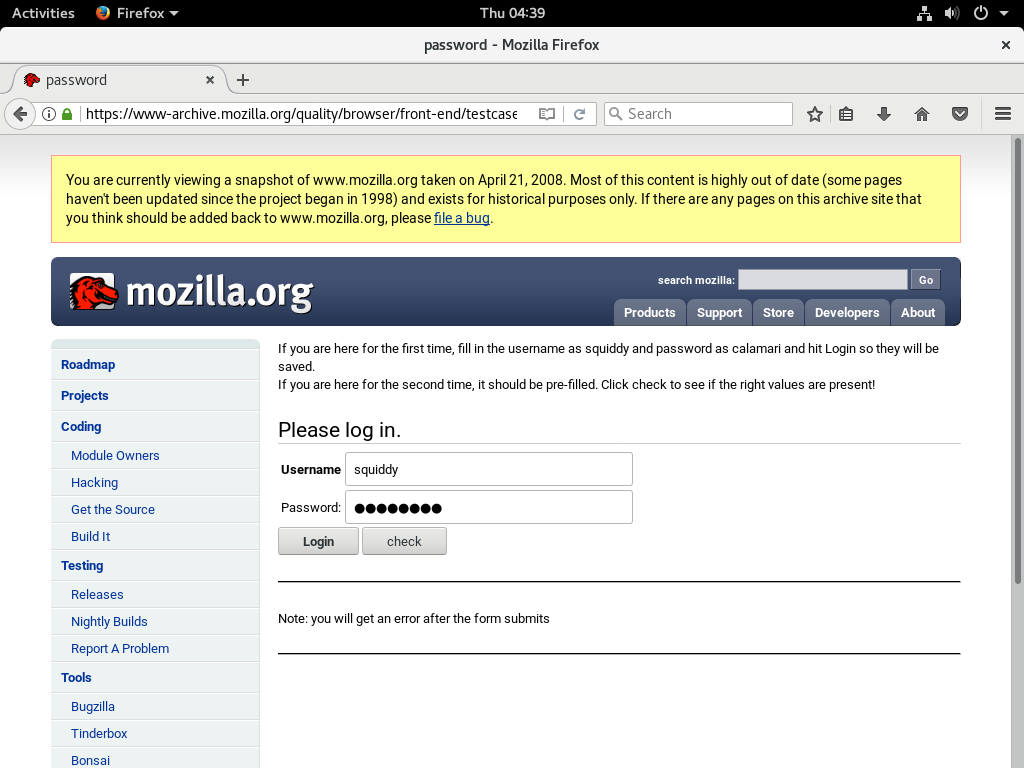 Activities Firefox Thu 04:39
password - Mozilla Firefox
password
https://www-archive.mozilla.org/quality/browser/front-end/testcase Search
You are currently viewing a snapshot of www.mozilla.org taken on April 21, 2008. Most of this content is highly out of date (some pages
haven't been updated since the project began in 1998) and exists for historical purposes only. If there are any pages on this archive site that
you think should be added back to www.mozilla.org, please file a bug.
mozilla.org
search mozilla: Go
Products Support Store Developers About
Roadmap
Projects
Coding
Module Owners
Hacking
Get the Source
Build It
Testing
Releases
Nightly Builds
Report A Problem
Tools
Bugzilla
Tinderbox
Bonsai
If you are here for the first time, fill in the username as squiddy and password as calamari and hit Login so they will be
saved.
If you are here for the second time, it should be pre-filled. Click check to see if the right values are present!
Please log in.
Username squiddy
Password: ●●●●●●●●
Login check
Note: you will get an error after the form submits